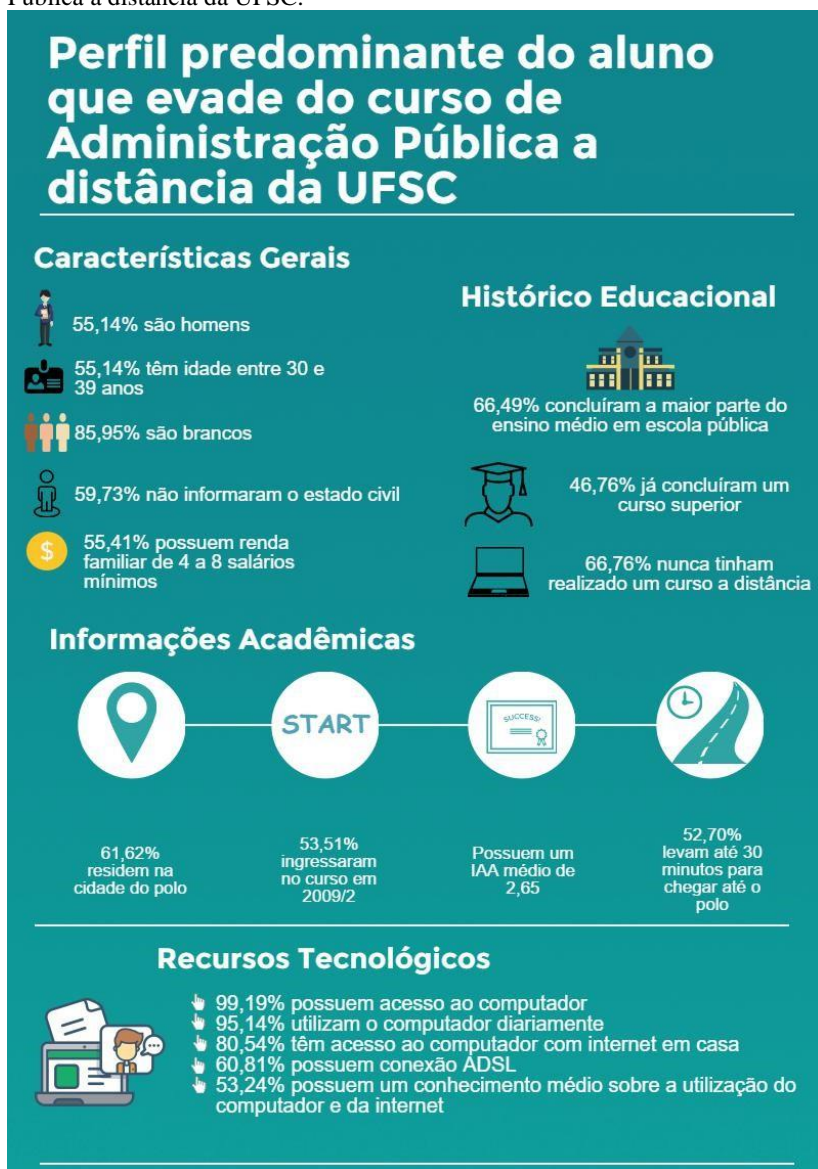 Pública a distância da UFSC.
Perfil predominante do aluno
que evade do curso de
Administração Pública a
distância da UFSC
Características Gerais
55,14% são homens
55,14% têm idade entre 30 e
39 anos
85,95% são brancos
59,73% não informaram o estado civil
$
55,41% possuem renda
familiar de 4 a 8 salários
mínimos
Histórico Educacional
66,49% concluíram a maior parte do
ensino médio em escola pública
46,76% já concluíram um
curso superior
66,76% nunca tinham
realizado um curso a distância
Informações Acadêmicas
START
SUCCESS!
61,62%
residem na
cidade do polo
53,51%
ingressaram
no curso em
2009/2
Possuem um
IAA médio de
2,65
52,70%
levam até 30
minutos para
chegar até o
polo
Recursos Tecnológicos
99,19% possuem acesso ao computador
95,14% utilizam o computador diariamente
80,54% têm acesso ao computador com internet em casa
60,81% possuem conexão ADSL
53,24% possuem um conhecimento médio sobre a utilização do
computador e da internet